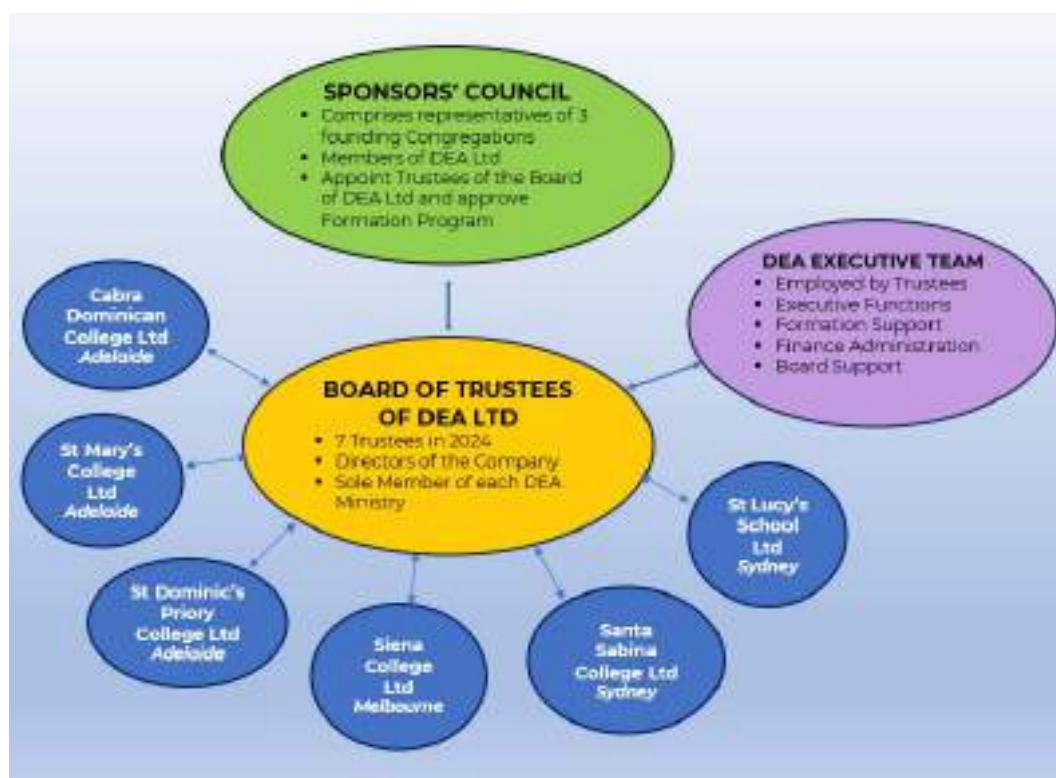 SPONSORS' COUNCIL
• Comprises representatives of 3
founding Congregations
• Members of DEA Ltd
• Appoint Trustees of the Board
of DEA Ltd and approve
Formation Program
DEA EXECUTIVE TEAM
• Employed by Trustees
• Executive Functions
• Formation Support
• Finance Administration
• Board Support
BOARD OF TRUSTEES
OF DEA LTD
• 7 Trustees in 2024
• Directors of the Company
• Sole Member of each DEA
Ministry
Cabra
Dominican
College Ltd
Adelaide
St Mary's
College
Ltd
Adelaide
St Dominic's
Priory
College Ltd
Adelaide
Siena
College
Ltd
Melbourne
Santa
Sabina
College Ltd
Sydney
St Lucy's
School
Ltd
Sydney